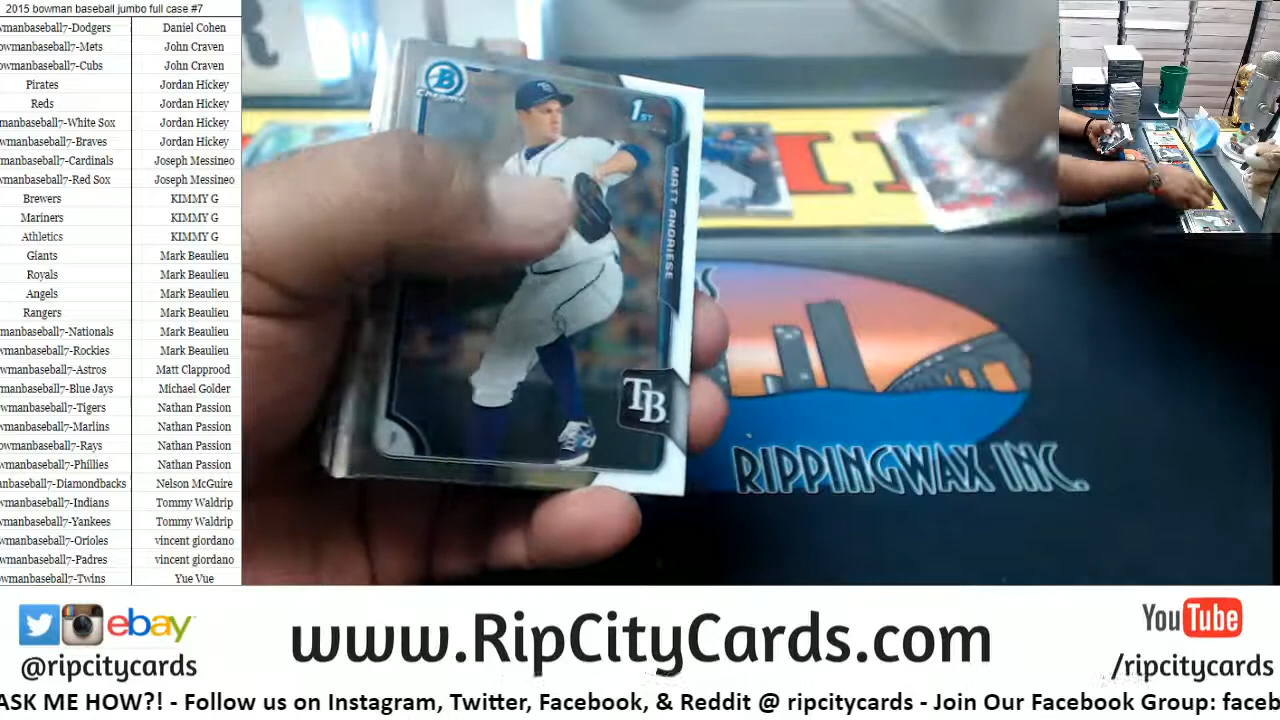 2015 bowman baseball jumbo full case #7
wmanbaseball7-Dodgers Daniel Cohen
owmanbaseball7-Mets John Craven
owmanbaseball7-Cubs John Craven
Pirates Jordan Hickey
Reds Jordan Hickey
manbaseball7-White Sox Jordan Hickey
wmanbaseball7-Braves Jordan Hickey
manbaseball7-Cardinals Joseph Messineo
wmanbaseball7-Red Sox Joseph Messineo
Brewers KIMMY G
Mariners KIMMY G
Athletics KIMMY G
Giants Mark Beaulieu
Royals Mark Beaulieu
Angels Mark Beaulieu
Rangers Mark Beaulieu
manbaseball7-Nationals Mark Beaulieu
wmanbaseball7-Rockies Mark Beaulieu
wmanbaseball7-Astros Matt Clapprood
manbaseball7-Blue Jays Michael Golder
wmanbaseball7-Tigers Nathan Passion
wmanbaseball7-Marlins Nathan Passion
owmanbaseball7-Rays Nathan Passion
wmanbaseball7-Phillies Nathan Passion
anbaseball7-Diamondbacks Nelson McGuire
wmanbaseball7-Indians Tommy Waldrip
wmanbaseball7-Yankees Tommy Waldrip
wmanbaseball7-Orioles vincent giordano
wmanbaseball7-Padres vincent giordano
wmanbaseball7-Twins Yue Vue
B
Chrome
1ST
MATT ANDRIESE
TB
P
RIPPINGWAX INC.
ebay
@ripcitycards
www.RipCityCards.com
YouTube
/ripcitycards
ASK ME HOW?! - Follow us on Instagram, Twitter, Facebook, & Reddit @ ripcitycards - Join Our Facebook Group: faceb